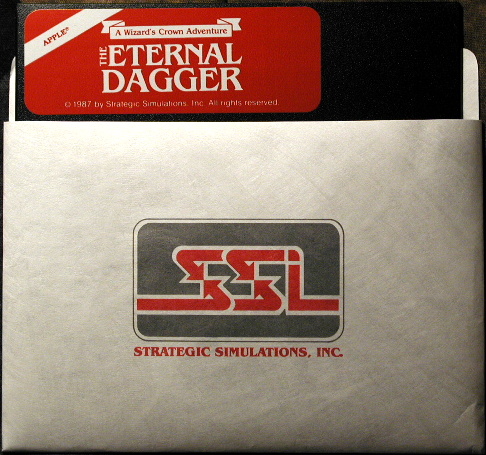 APPLE®
A Wizard's Crown Adventure
THE
ETERNAL
DAGGER
© 1987 by Strategic Simulations, Inc. All rights reserved.
SSI
STRATEGIC SIMULATIONS, INC.